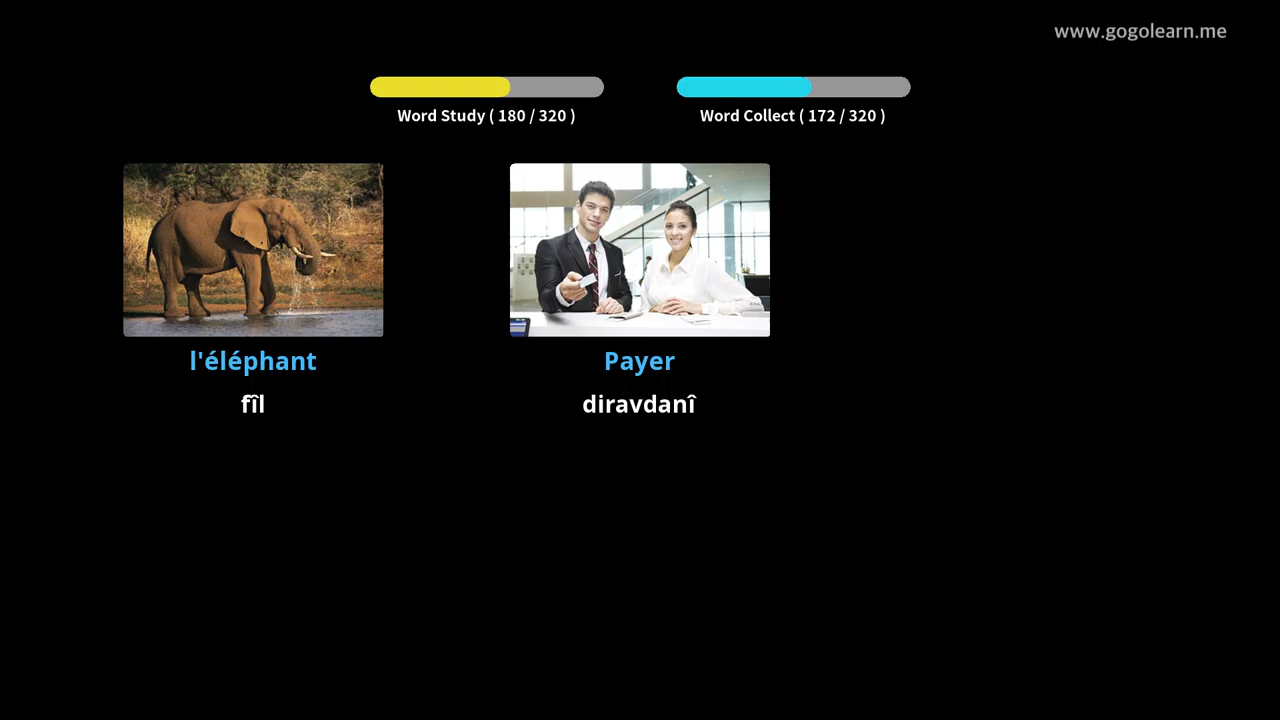 www.gogolearn.me
Word Study ( 180 / 320 )
Word Collect ( 172 / 320 )
l'éléphant
fîl
Payer
diravdanî